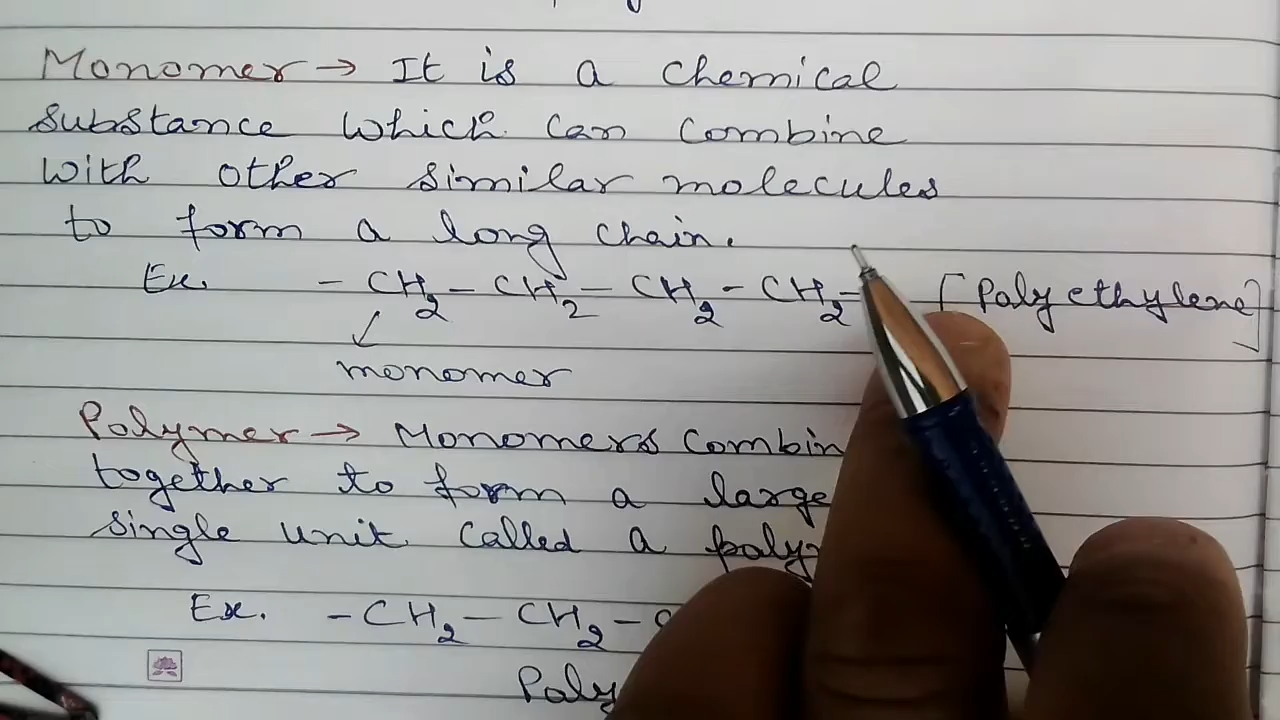 Monomer → It is a chemical
substance which can combine
with other similar molecules
to form a long chain.
Ex. - CH2 - CH2 - CH2 - CH2 - [Polyethylene]
monomer
Polymer → Monomers combin
together to form a large
single unit called a poly
Ex. - CH2 - CH2 -
Poly